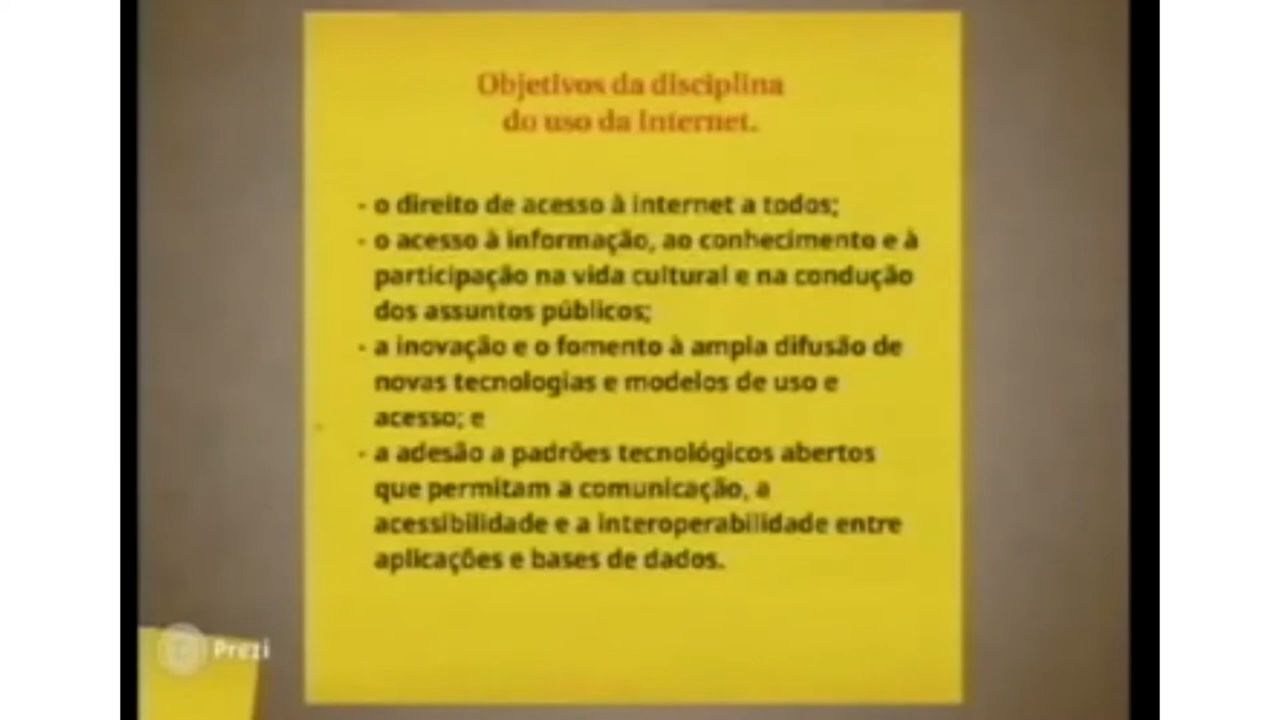 Objetivos da disciplina
do uso da Internet.
- o direito de acesso à internet a todos;
- o acesso à informação, ao conhecimento e à
participação na vida cultural e na condução
dos assuntos públicos;
- a inovação e o fomento à ampla difusão de
novas tecnologias e modelos de uso e
acesso; e
- a adesão a padrões tecnológicos abertos
que permitam a comunicação, a
acessibilidade e a interoperabilidade entre
aplicações e bases de dados.
Prezi